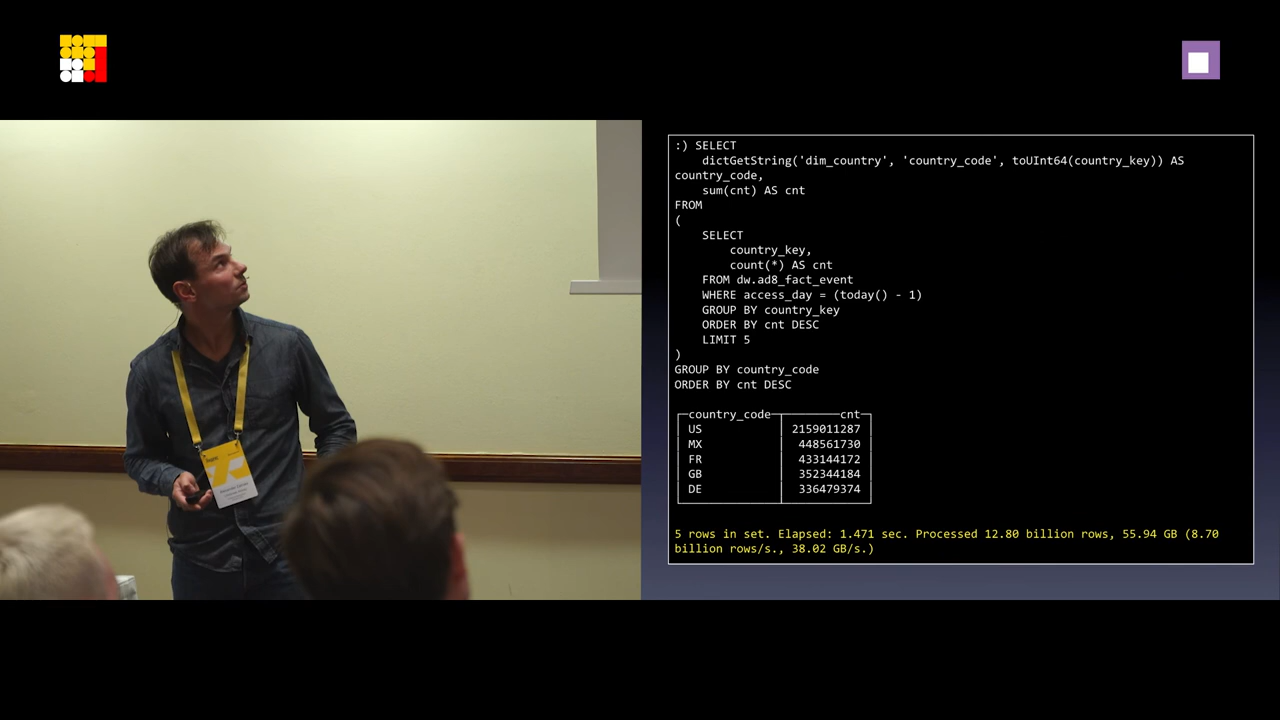 :) SELECT
dictGetString('dim_country', 'country_code', toUInt64(country_key)) AS
country_code,
sum(cnt) AS cnt
FROM
(
SELECT
country_key,
count(*) AS cnt
FROM dw.ad8_fact_event
WHERE access_day = (today() - 1)
GROUP BY country_key
ORDER BY cnt DESC
LIMIT 5
)
GROUP BY country_code
ORDER BY cnt DESC
country_code cnt
US 2159011287
MX 448561730
FR 433144172
GB 352344184
DE 336479374
5 rows in set. Elapsed: 1.471 sec. Processed 12.80 billion rows, 55.94 GB (8.70
billion rows/s., 38.02 GB/s.)